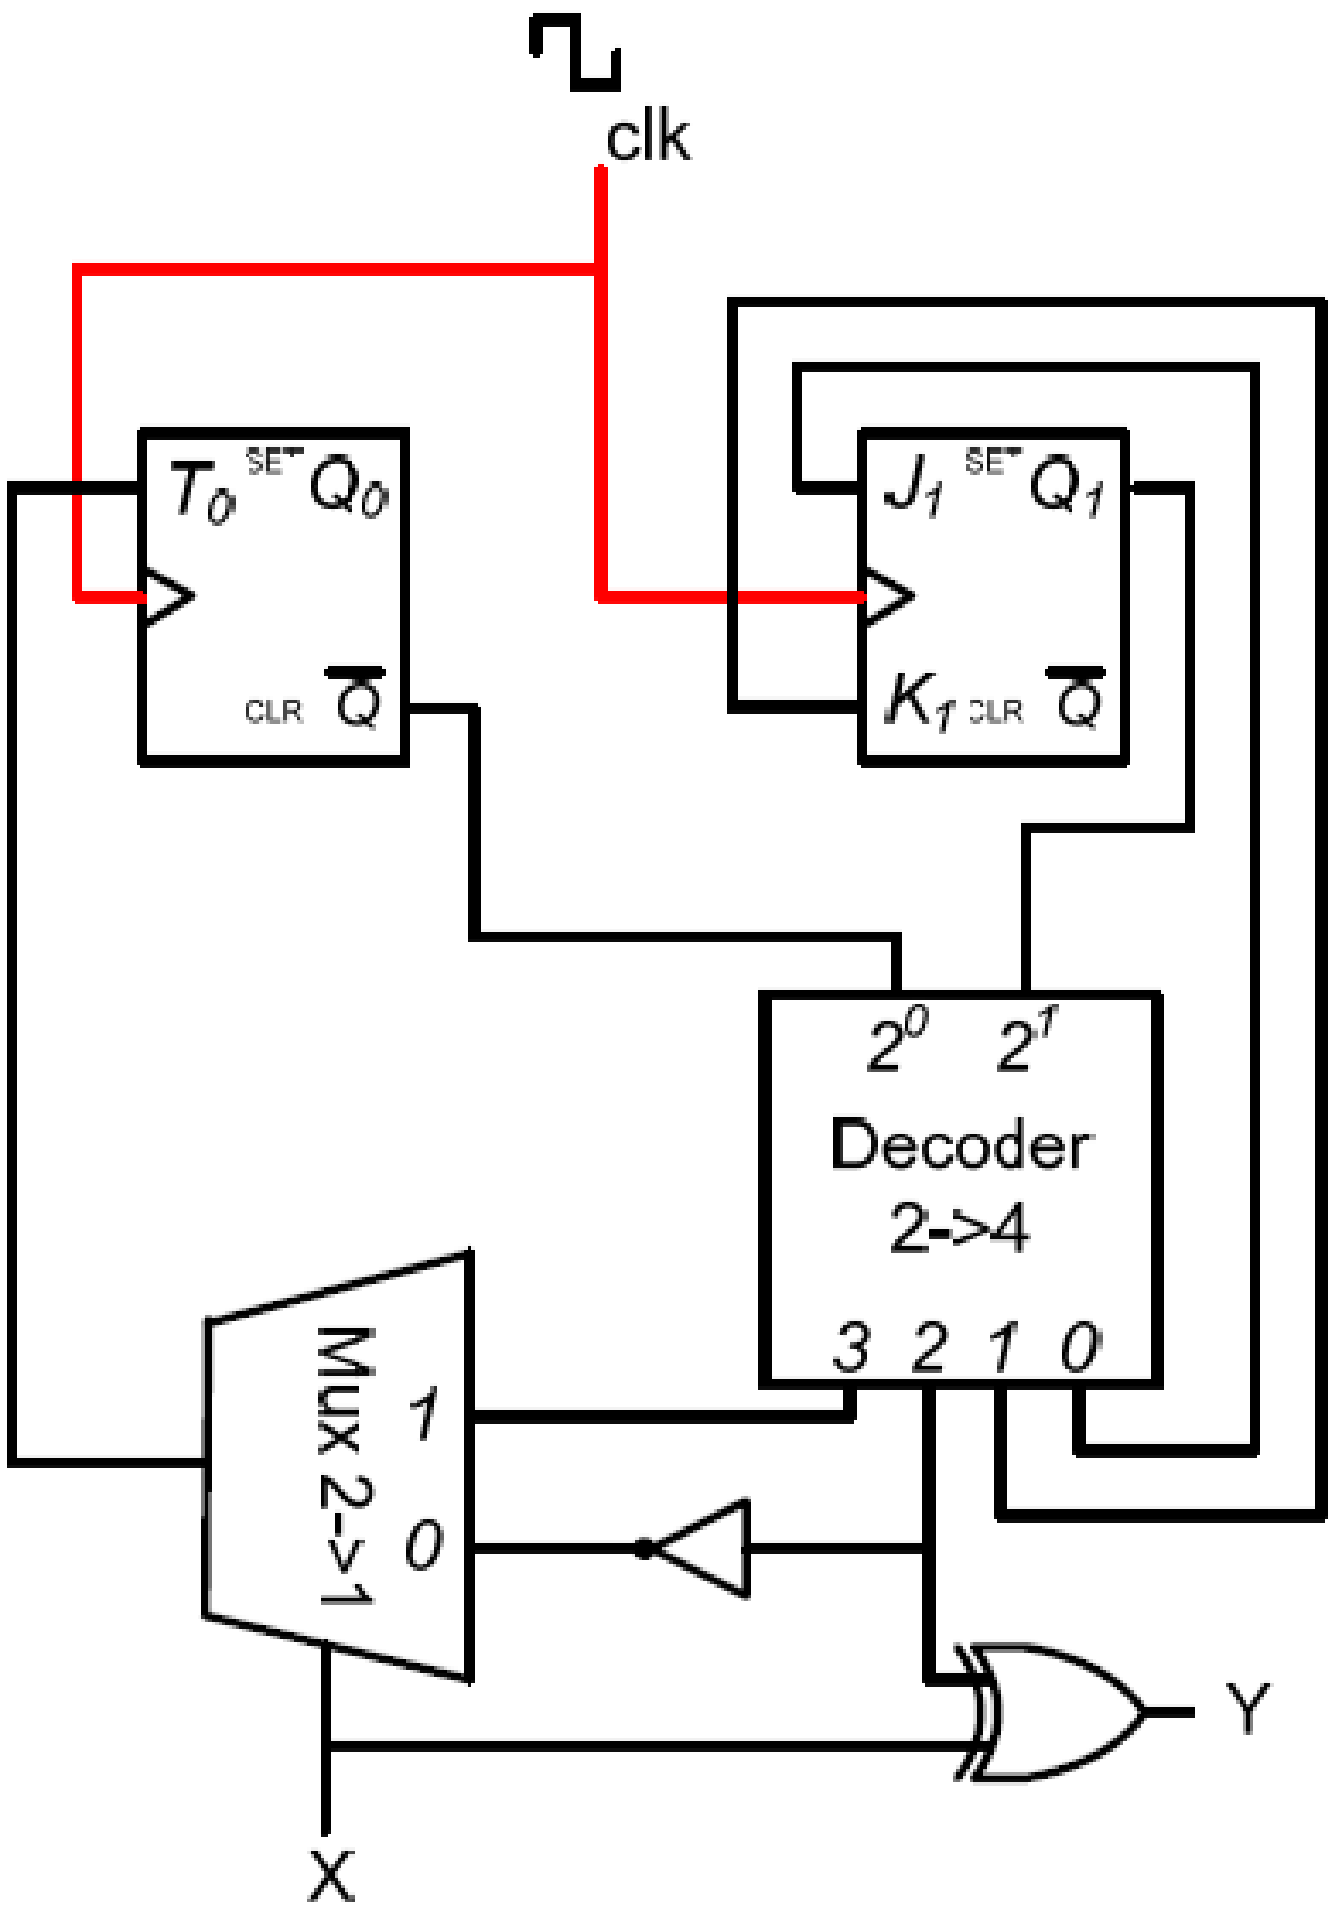 clk
T0 SET Q0
CLR Q̅
J1 SET Q1
K1 CLR Q̅
2^0 2^1
Decoder
2->4
3 2 1 0
Mux 2->1
1
0
Y
X